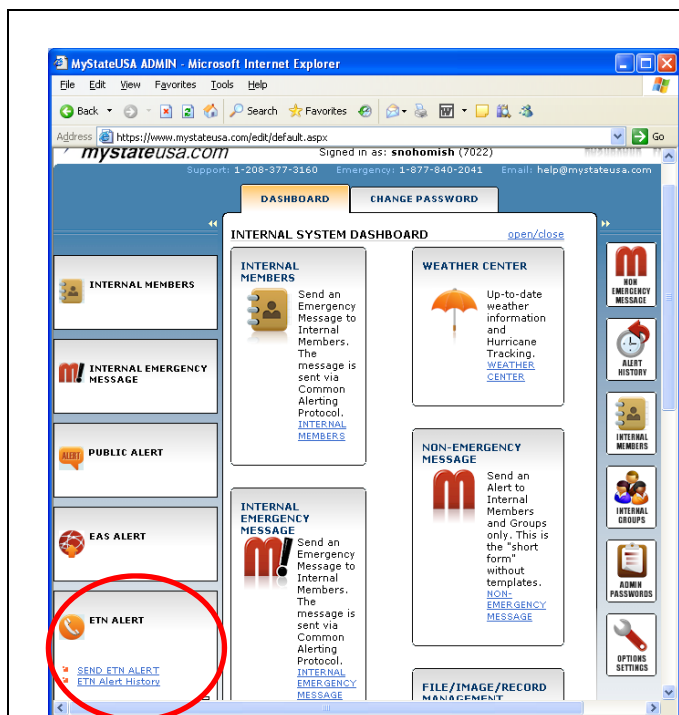 MyStateUSA ADMIN - Microsoft Internet Explorer
File Edit View Favorites Tools Help
Back Search Favorites
Address https://www.mystateusa.com/edit/default.aspx Go
mystateusa.com Signed in as: snohomish (7022)
Support: 1-208-377-3160 Emergency: 1-877-840-2041 Email: help@mystateusa.com
DASHBOARD CHANGE PASSWORD
INTERNAL MEMBERS
INTERNAL EMERGENCY
MESSAGE
PUBLIC ALERT
ALERT
EAS ALERT
ETN ALERT
SEND ETN ALERT
ETN Alert History
INTERNAL SYSTEM DASHBOARD open/close
INTERNAL
MEMBERS
Send an
Emergency
Message to
Internal
Members.
The
message is
sent via
Common
Alerting
Protocol.
INTERNAL
MEMBERS
INTERNAL
EMERGENCY
MESSAGE
Send an
Emergency
Message to
Internal
Members.
The
message is
sent via
Common
Alerting
Protocol.
INTERNAL
EMERGENCY
MESSAGE
WEATHER CENTER
Up-to-date
weather
information
and
Hurricane
Tracking.
WEATHER
CENTER
NON-EMERGENCY
MESSAGE
Send an
Alert to
Internal
Members
and Groups
only. This is
the "short
form"
without
templates.
NON-
EMERGENCY
MESSAGE
FILE/IMAGE/RECORD
MANAGEMENT
NON
EMERGENCY
MESSAGE
ALERT
HISTORY
INTERNAL
MEMBERS
INTERNAL
GROUPS
ADMIN
PASSWORDS
OPTIONS
SETTINGS